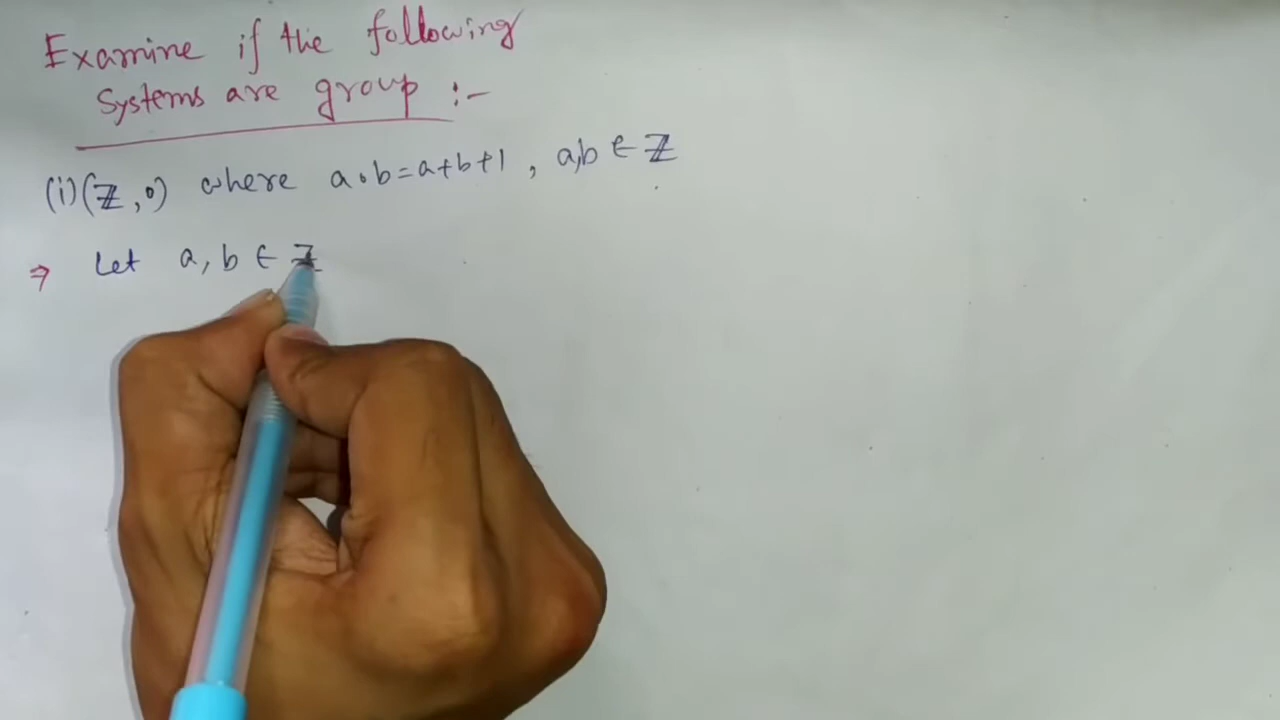 Examine if the following
Systems are group :-
(i) (ℤ, o) where a o b = a+b+1, a,b ∈ ℤ
⇒ Let a, b ∈ ℤ